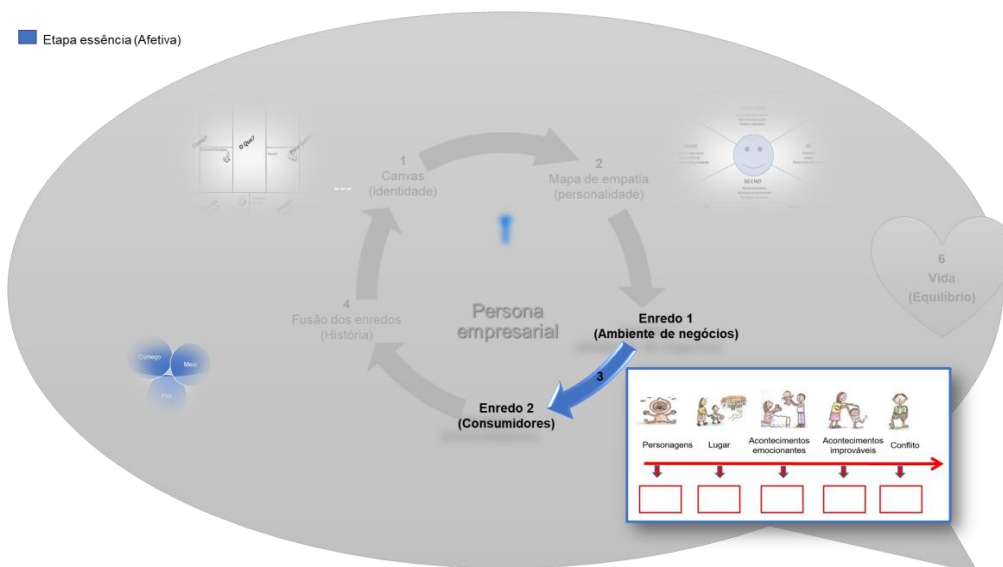 Etapa essência (Afetiva)
O Que?
1
Canvas
(identidade)
2
Mapa de empatia
(personalidade)
6
Vida
(Equilíbrio)
4
Fusão dos enredos
(História)
Persona
empresarial
Enredo 1
(Ambiente de negócios)
3
Enredo 2
(Consumidores)
Começo
Meio
Fim
Personagens
Lugar
Acontecimentos
emocionantes
Acontecimentos
improváveis
Conflito